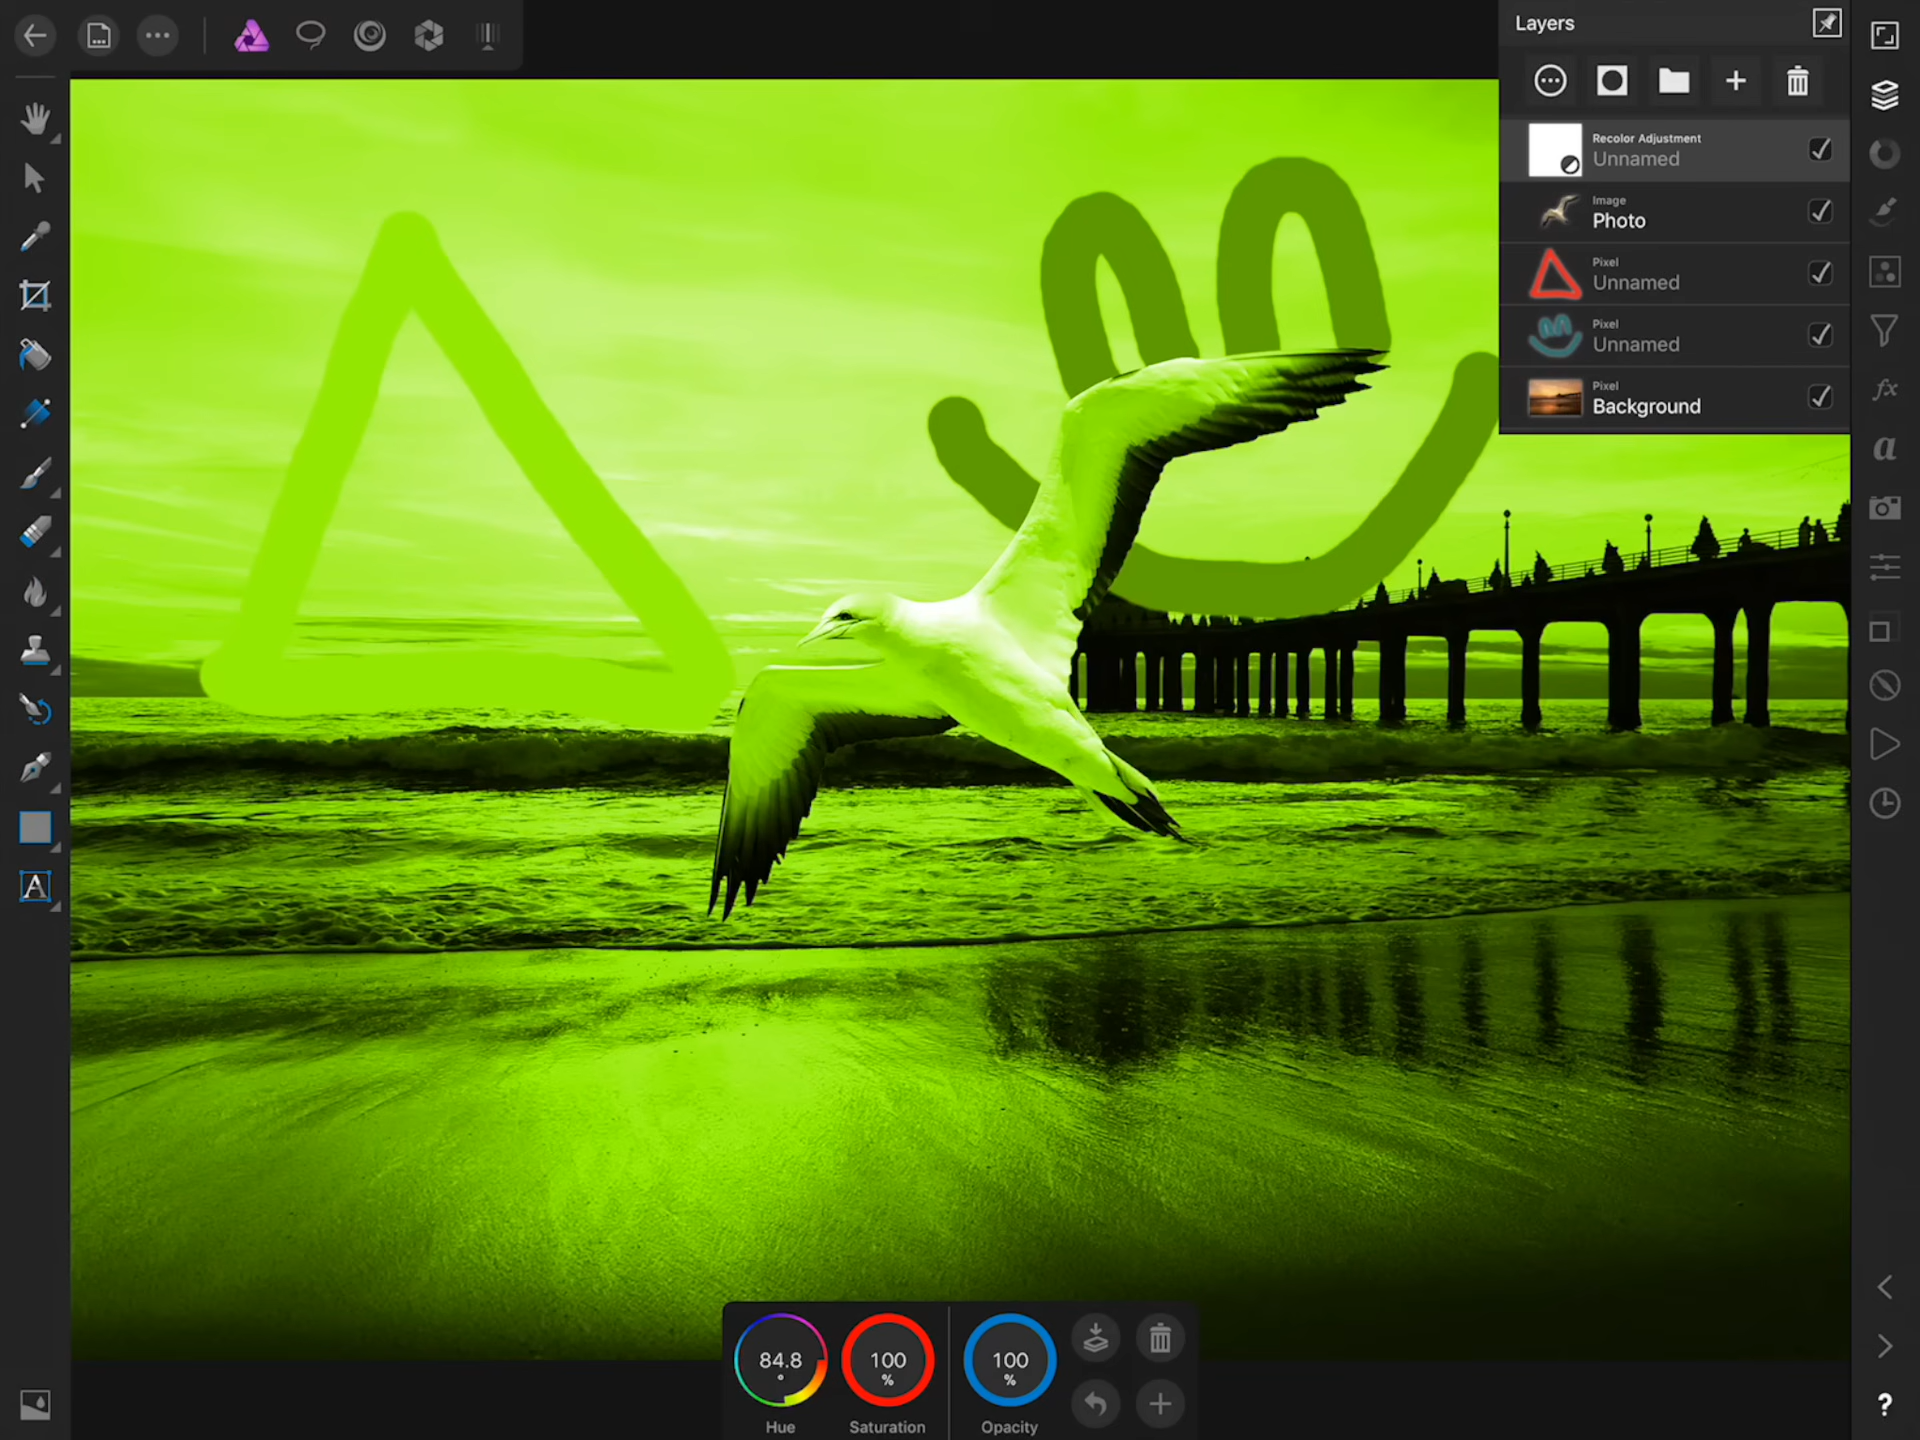 Layers
Recolor Adjustment
Unnamed
Image
Photo
Pixel
Unnamed
Pixel
Unnamed
Pixel
Background
fx
a
A
84.8
°
Hue
100
%
Saturation
100
%
Opacity
?